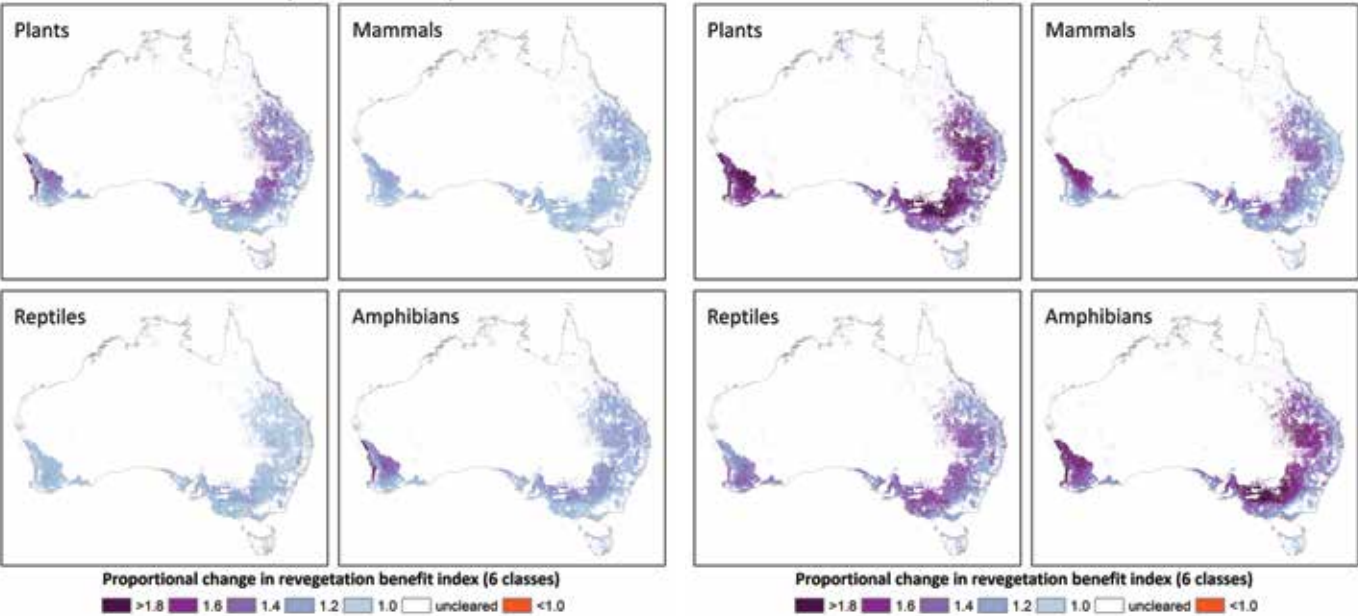 Plants
Mammals
Plants
Mammals
Reptiles
Amphibians
Reptiles
Amphibians
Proportional change in revegetation benefit index (6 classes)
Proportional change in revegetation benefit index (6 classes)
>1.8 1.6 1.4 1.2 1.0 uncleared <1.0
>1.8 1.6 1.4 1.2 1.0 uncleared <1.0